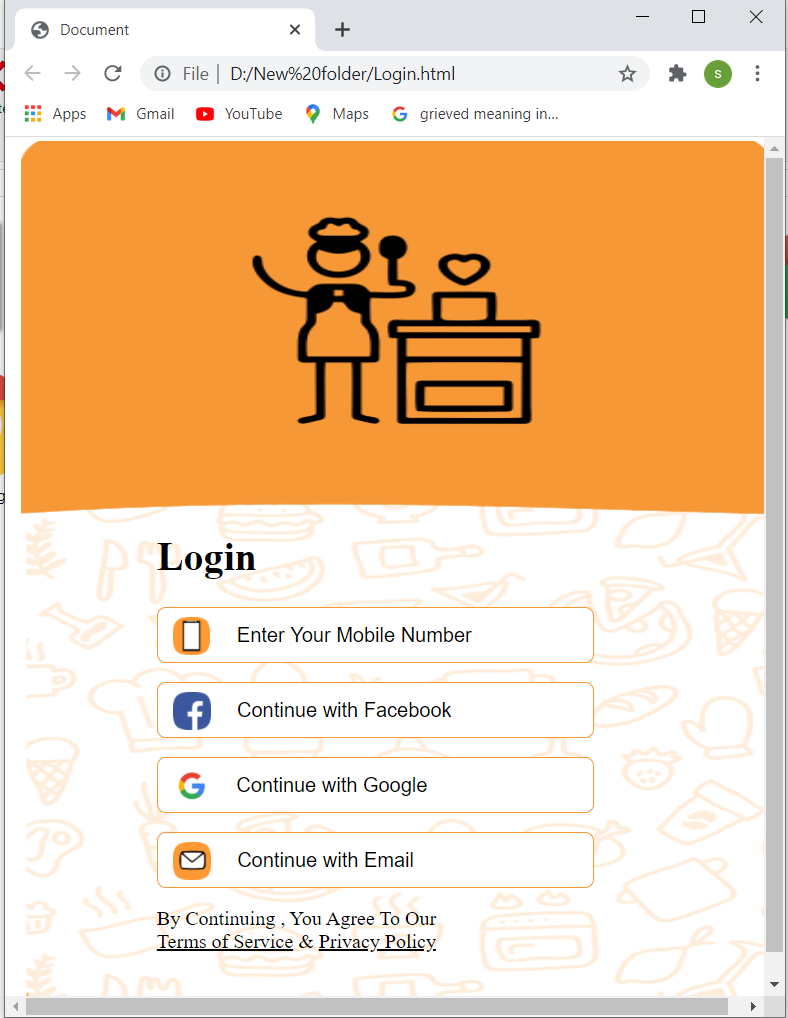 Document
File | D:/New%20folder/Login.html
s
Apps Gmail YouTube Maps grieved meaning in...
Login
Enter Your Mobile Number
Continue with Facebook
Continue with Google
Continue with Email
By Continuing , You Agree To Our
Terms of Service & Privacy Policy